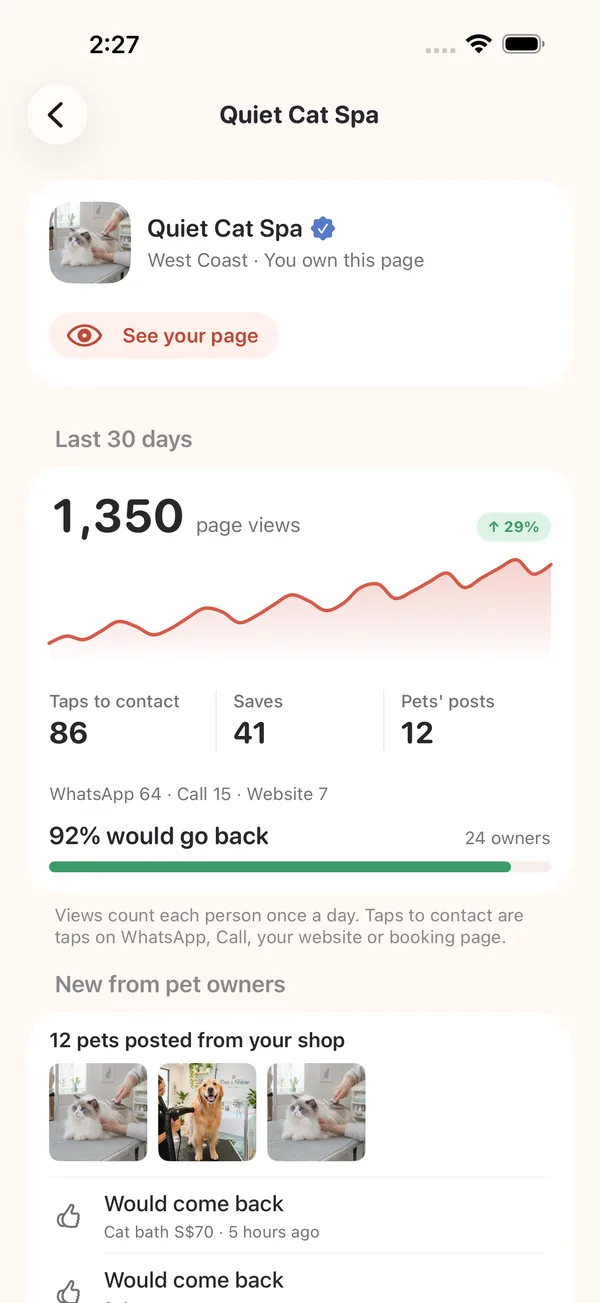 2:27
Quiet Cat Spa
Quiet Cat Spa
West Coast · You own this page
See your page
Last 30 days
1,350 page views
↑ 29%
Taps to contact
86
Saves
41
Pets' posts
12
WhatsApp 64 · Call 15 · Website 7
92% would go back
24 owners
Views count each person once a day. Taps to contact are
taps on WhatsApp, Call, your website or booking page.
New from pet owners
12 pets posted from your shop
Would come back
Cat bath S$70 · 5 hours ago
Would come back